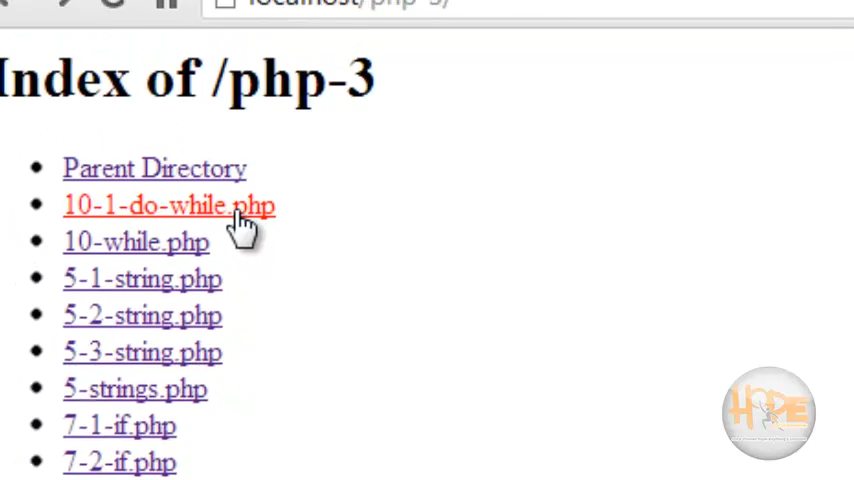 localhost/php-3/
Index of /php-3
Parent Directory
10-1-do-while.php
10-while.php
5-1-string.php
5-2-string.php
5-3-string.php
5-strings.php
7-1-if.php
7-2-if.php
HOPE